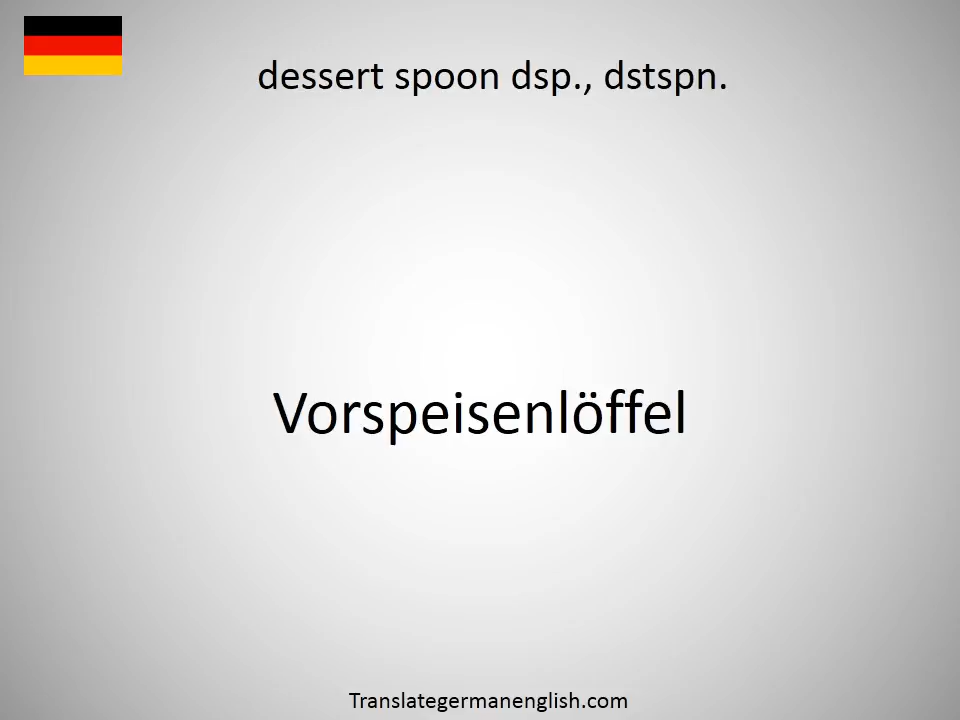 dessert spoon dsp., dstspn.
Vorspeisenlöffel
Translategermanenglish.com